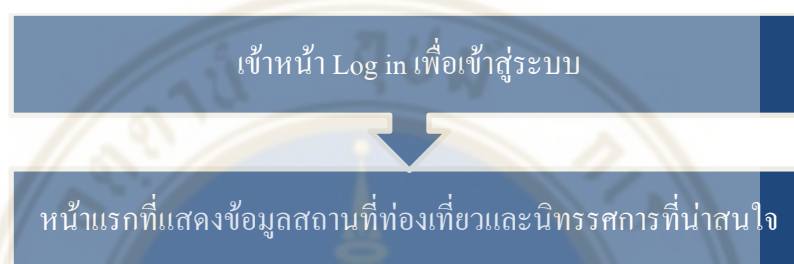 เข้าหน้า Log in เพื่อเข้าสู่ระบบ
หน้าแรกที่แสดงข้อมูลสถานที่ท่องเที่ยวและนิทรรศการที่น่าสนใจ